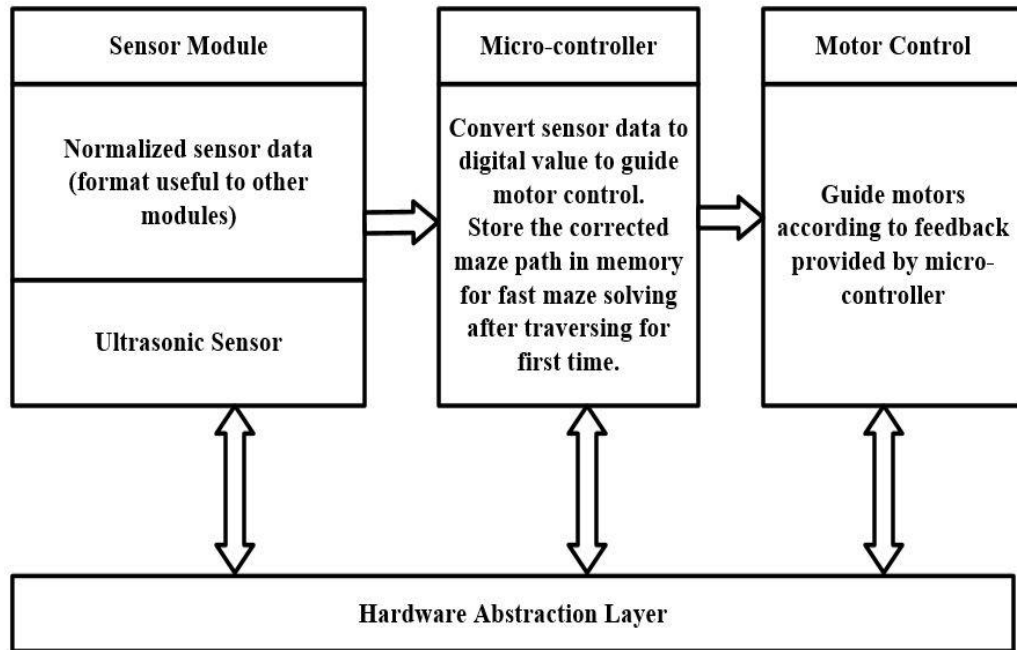 Sensor Module
Normalized sensor data
(format useful to other
modules)
Ultrasonic Sensor
Micro-controller
Convert sensor data to
digital value to guide
motor control.
Store the corrected
maze path in memory
for fast maze solving
after traversing for
first time.
Motor Control
Guide motors
according to feedback
provided by micro-
controller
Hardware Abstraction Layer